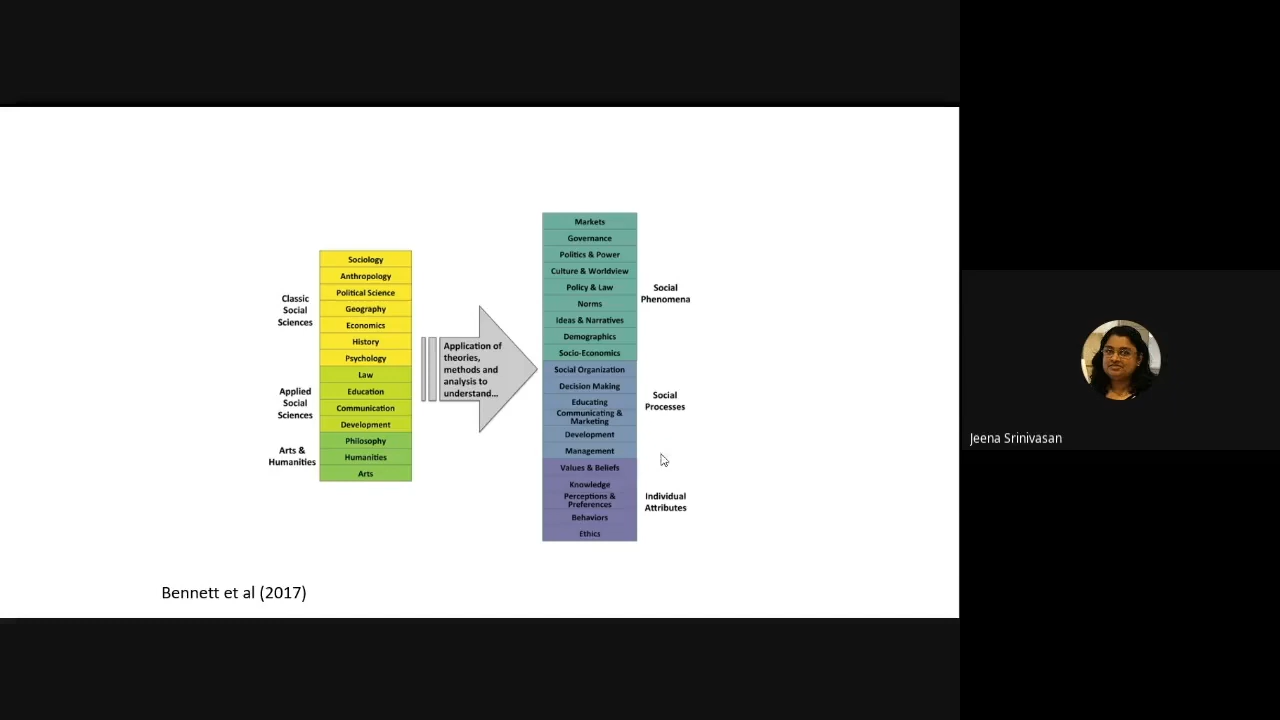 Classic
Social
Sciences
Applied
Social
Sciences
Arts &
Humanities
Sociology
Anthropology
Political Science
Geography
Economics
History
Psychology
Law
Education
Communication
Development
Philosophy
Humanities
Arts
Application of
theories,
methods and
analysis to
understand...
Markets
Governance
Politics & Power
Culture & Worldview
Policy & Law
Norms
Ideas & Narratives
Demographics
Socio-Economics
Social Organization
Decision Making
Educating
Communicating &
Marketing
Development
Management
Values & Beliefs
Knowledge
Perceptions &
Preferences
Behaviors
Ethics
Social
Phenomena
Social
Processes
Individual
Attributes
Bennett et al (2017)
Jeena Srinivasan